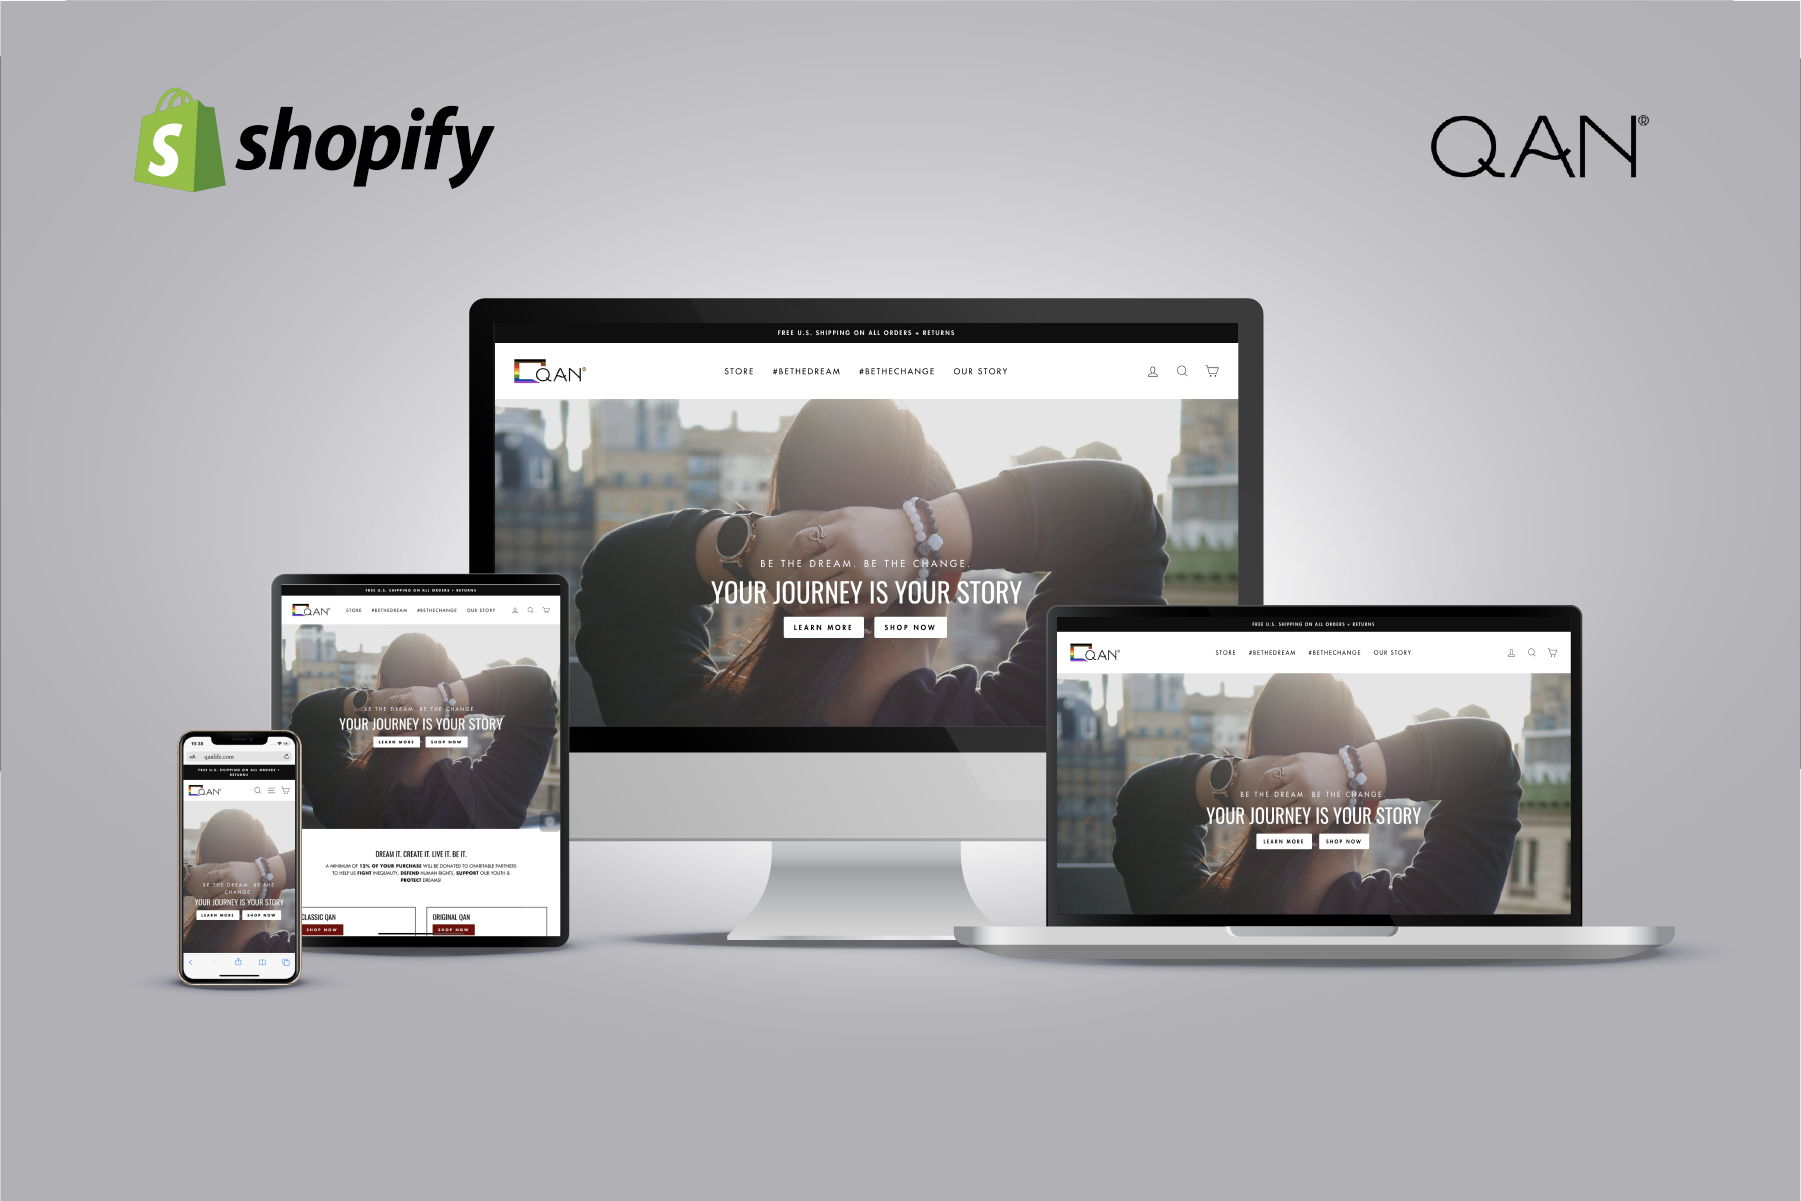 shopify
QAN®
FREE U.S. SHIPPING ON ALL ORDERS + RETURNS
QAN®
STORE #BETHEDREAM #BETHECHANGE OUR STORY
BE THE DREAM. BE THE CHANGE.
YOUR JOURNEY IS YOUR STORY
LEARN MORE SHOP NOW
FREE U.S. SHIPPING ON ALL ORDERS + RETURNS
QAN®
STORE #BETHEDREAM #BETHECHANGE OUR STORY
BE THE DREAM. BE THE CHANGE
YOUR JOURNEY IS YOUR STORY
LEARN MORE SHOP NOW
DREAM IT. CREATE IT. LIVE IT. BE IT.
A MINIMUM OF 12% OF YOUR PURCHASE WILL BE DONATED TO CHARITABLE PARTNERS
TO HELP US FIGHT INEQUALITY, DEFEND HUMAN RIGHTS, SUPPORT OUR YOUTH &
PROTECT DREAMS!
CLASSIC QAN
SHOP NOW
ORIGINAL QAN
SHOP NOW
19:38
AA qanlife.com
FREE U.S. SHIPPING ON ALL ORDERS +
RETURNS
QAN®
BE THE DREAM. BE THE
CHANGE
YOUR JOURNEY IS YOUR STORY
LEARN MORE SHOP NOW
FREE U.S. SHIPPING ON ALL ORDERS + RETURNS
QAN®
STORE #BETHEDREAM #BETHECHANGE OUR STORY
BE THE DREAM. BE THE CHANGE
YOUR JOURNEY IS YOUR STORY
LEARN MORE SHOP NOW